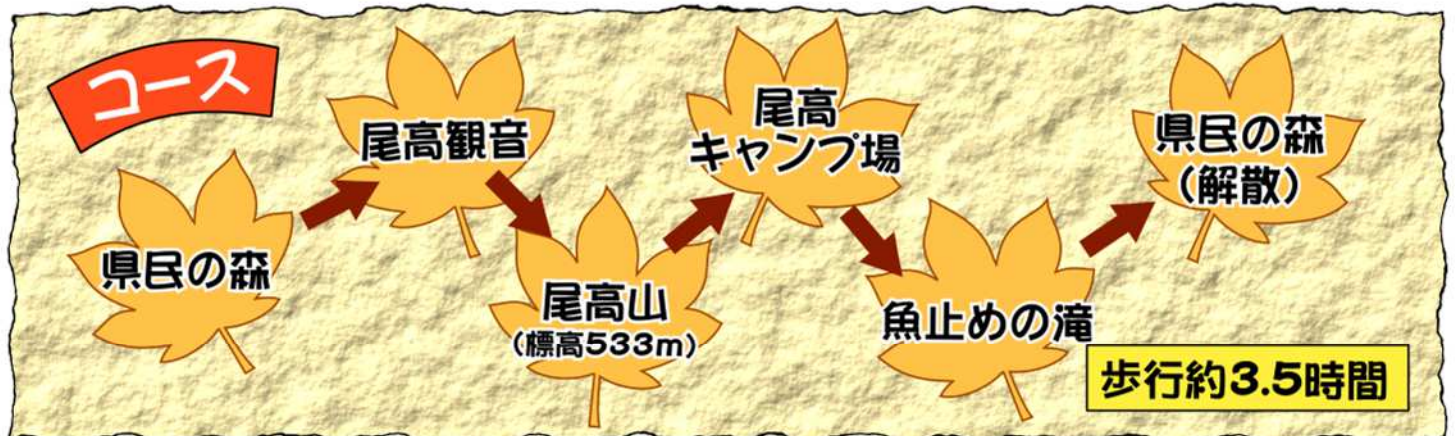 コース
県民の森
尾高観音
尾高山
(標高533m)
尾高
キャンプ場
魚止めの滝
県民の森
(解散)
歩行約3.5時間